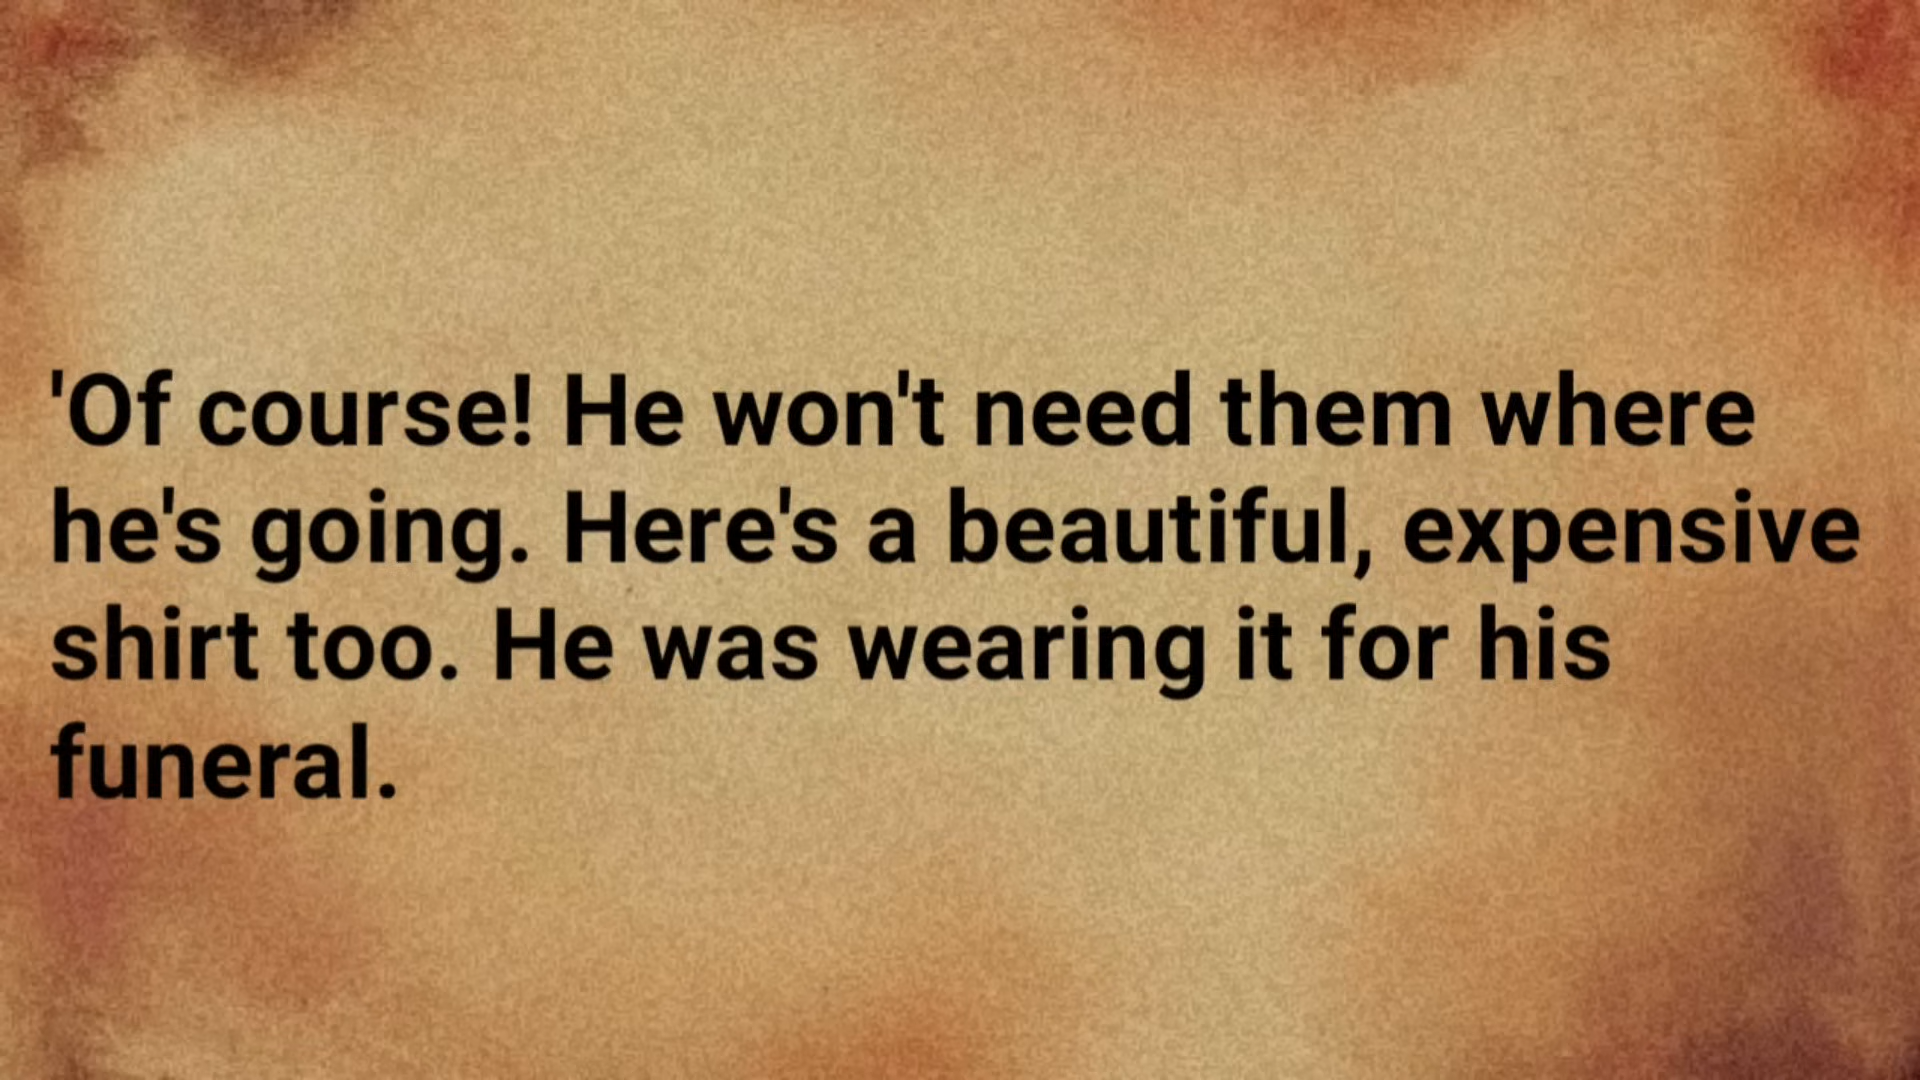 'Of course! He won't need them where
he's going. Here's a beautiful, expensive
shirt too. He was wearing it for his
funeral.